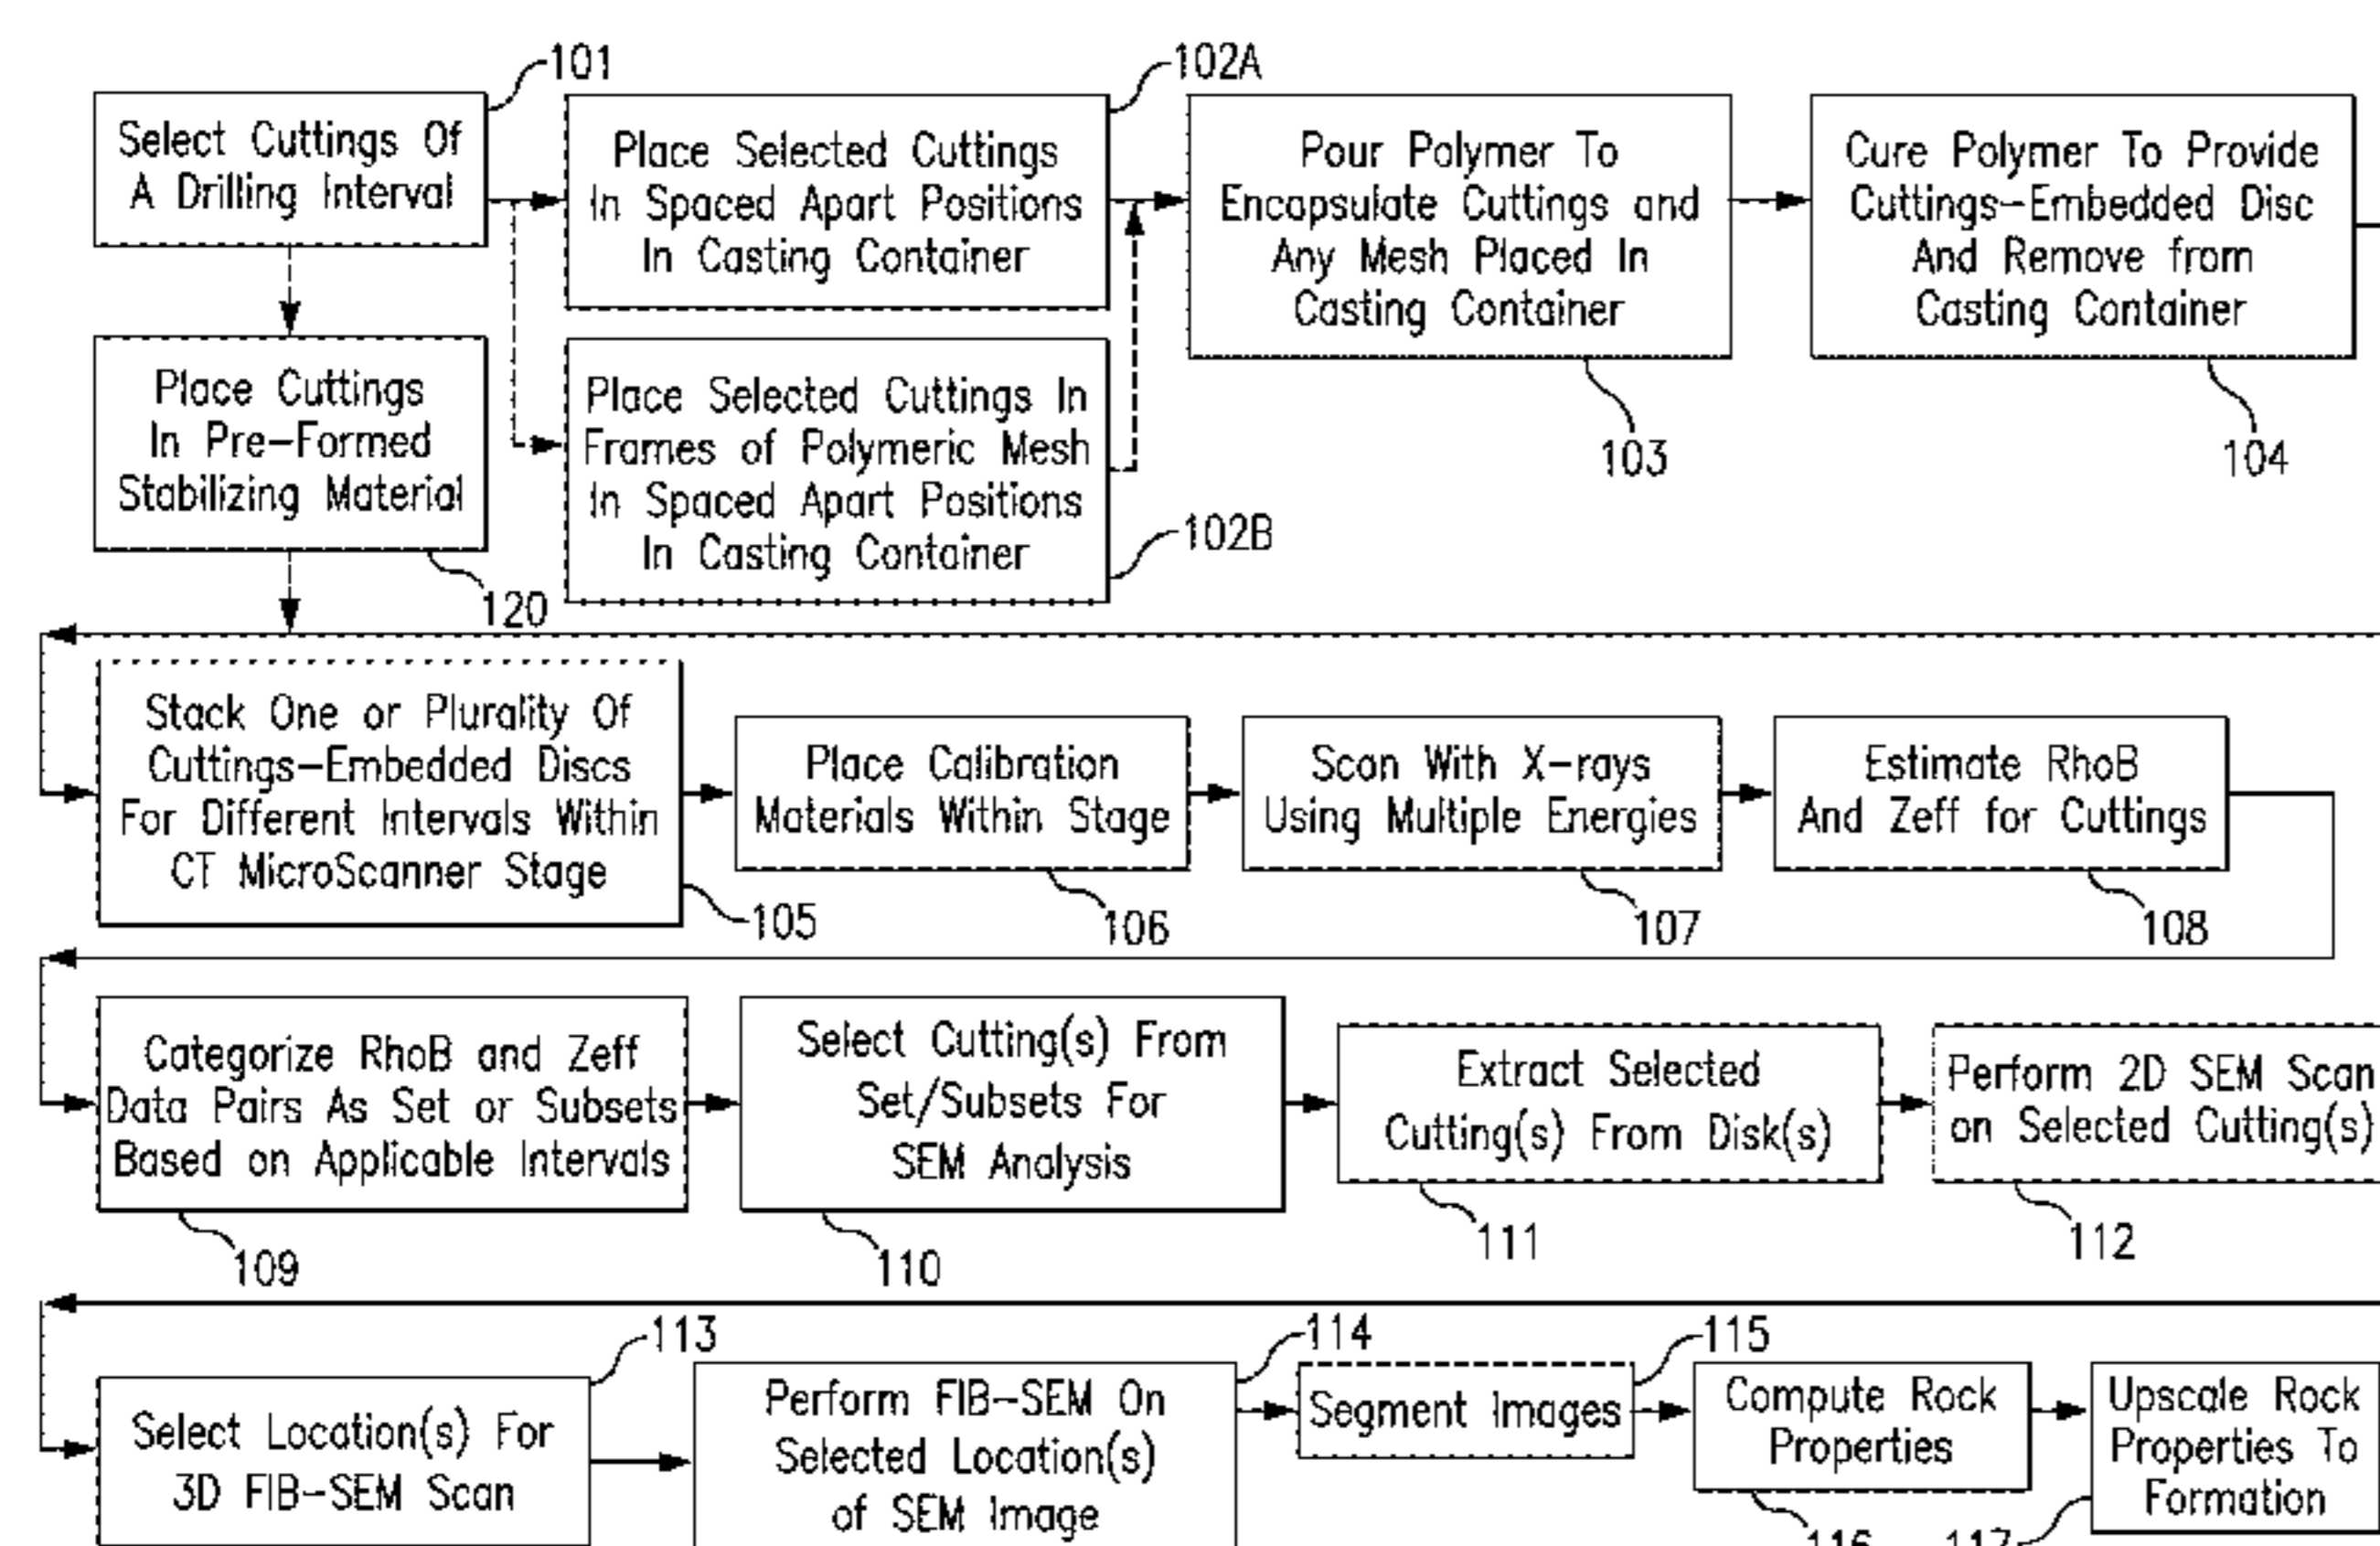 101
Select Cuttings Of
A Drilling Interval
102A
Place Selected Cuttings
In Spaced Apart Positions
In Casting Container
Pour Polymer To
Encapsulate Cuttings and
Any Mesh Placed In
Casting Container
103
Cure Polymer To Provide
Cuttings-Embedded Disc
And Remove from
Casting Container
104
Place Cuttings
In Pre-Formed
Stabilizing Material
120
Place Selected Cuttings In
Frames of Polymeric Mesh
In Spaced Apart Positions
In Casting Container
102B
Stack One or Plurality Of
Cuttings-Embedded Discs
For Different Intervals Within
CT MicroScanner Stage
105
Place Calibration
Materials Within Stage
106
Scan With X-rays
Using Multiple Energies
107
Estimate RhoB
And Zeff for Cuttings
108
Categorize RhoB and Zeff
Data Pairs As Set or Subsets
Based on Applicable Intervals
109
Select Cutting(s) From
Set/Subsets For
SEM Analysis
110
Extract Selected
Cutting(s) From Disk(s)
111
Perform 2D SEM Scan
on Selected Cutting(s)
112
113
Select Location(s) For
3D FIB-SEM Scan
114
Perform FIB-SEM On
Selected Location(s)
of SEM Image
115
Segment Images
Compute Rock
Properties
116
Upscale Rock
Properties To
Formation
117